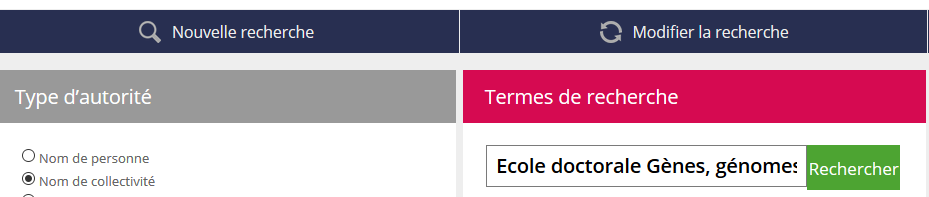 Nouvelle recherche
Modifier la recherche
Type d’autorité
Termes de recherche
Nom de personne
Nom de collectivité
Ecole doctorale Gènes, génomes
Rechercher